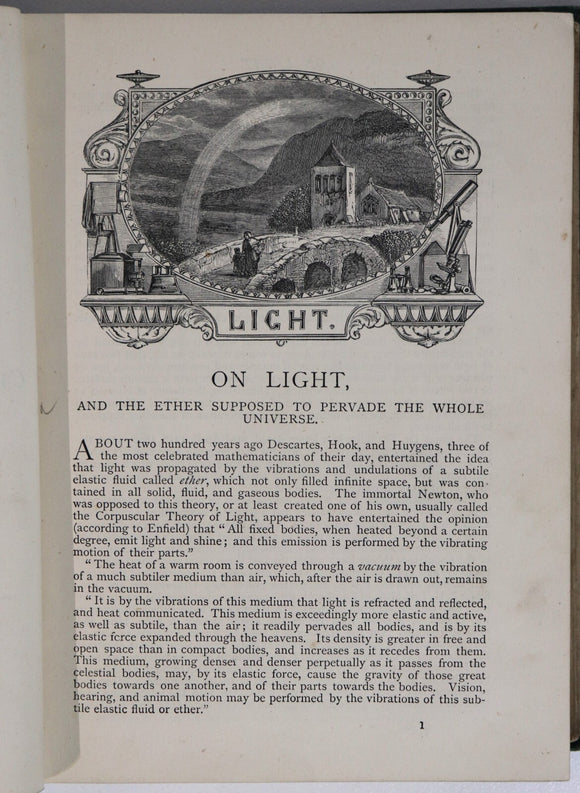 LIGHT.
ON LIGHT,
AND THE ETHER SUPPOSED TO PERVADE THE WHOLE
UNIVERSE.
ABOUT two hundred years ago Descartes, Hook, and Huygens, three of
the most celebrated mathematicians of their day, entertained the idea
that light was propagated by the vibrations and undulations of a subtile
elastic fluid called ether, which not only filled infinite space, but was con-
tained in all solid, fluid, and gaseous bodies. The immortal Newton, who
was opposed to this theory, or at least created one of his own, usually called
the Corpuscular Theory of Light, appears to have entertained the opinion
(according to Enfield) that “All fixed bodies, when heated beyond a certain
degree, emit light and shine; and this emission is performed by the vibrating
motion of their parts.”
“The heat of a warm room is conveyed through a vacuum by the vibration
of a much subtiler medium than air, which, after the air is drawn out, remains
in the vacuum.
“It is by the vibrations of this medium that light is refracted and reflected,
and heat communicated. This medium is exceedingly more elastic and active,
as well as subtile, than the air; it readily pervades all bodies, and is by its
elastic force expanded through the heavens. Its density is greater in free and
open space than in compact bodies, and increases as it recedes from them.
This medium, growing denser and denser perpetually as it passes from the
celestial bodies, may, by its elastic force, cause the gravity of those great
bodies towards one another, and of their parts towards the bodies. Vision,
hearing, and animal motion may be performed by the vibrations of this sub-
tile elastic fluid or ether.”
1